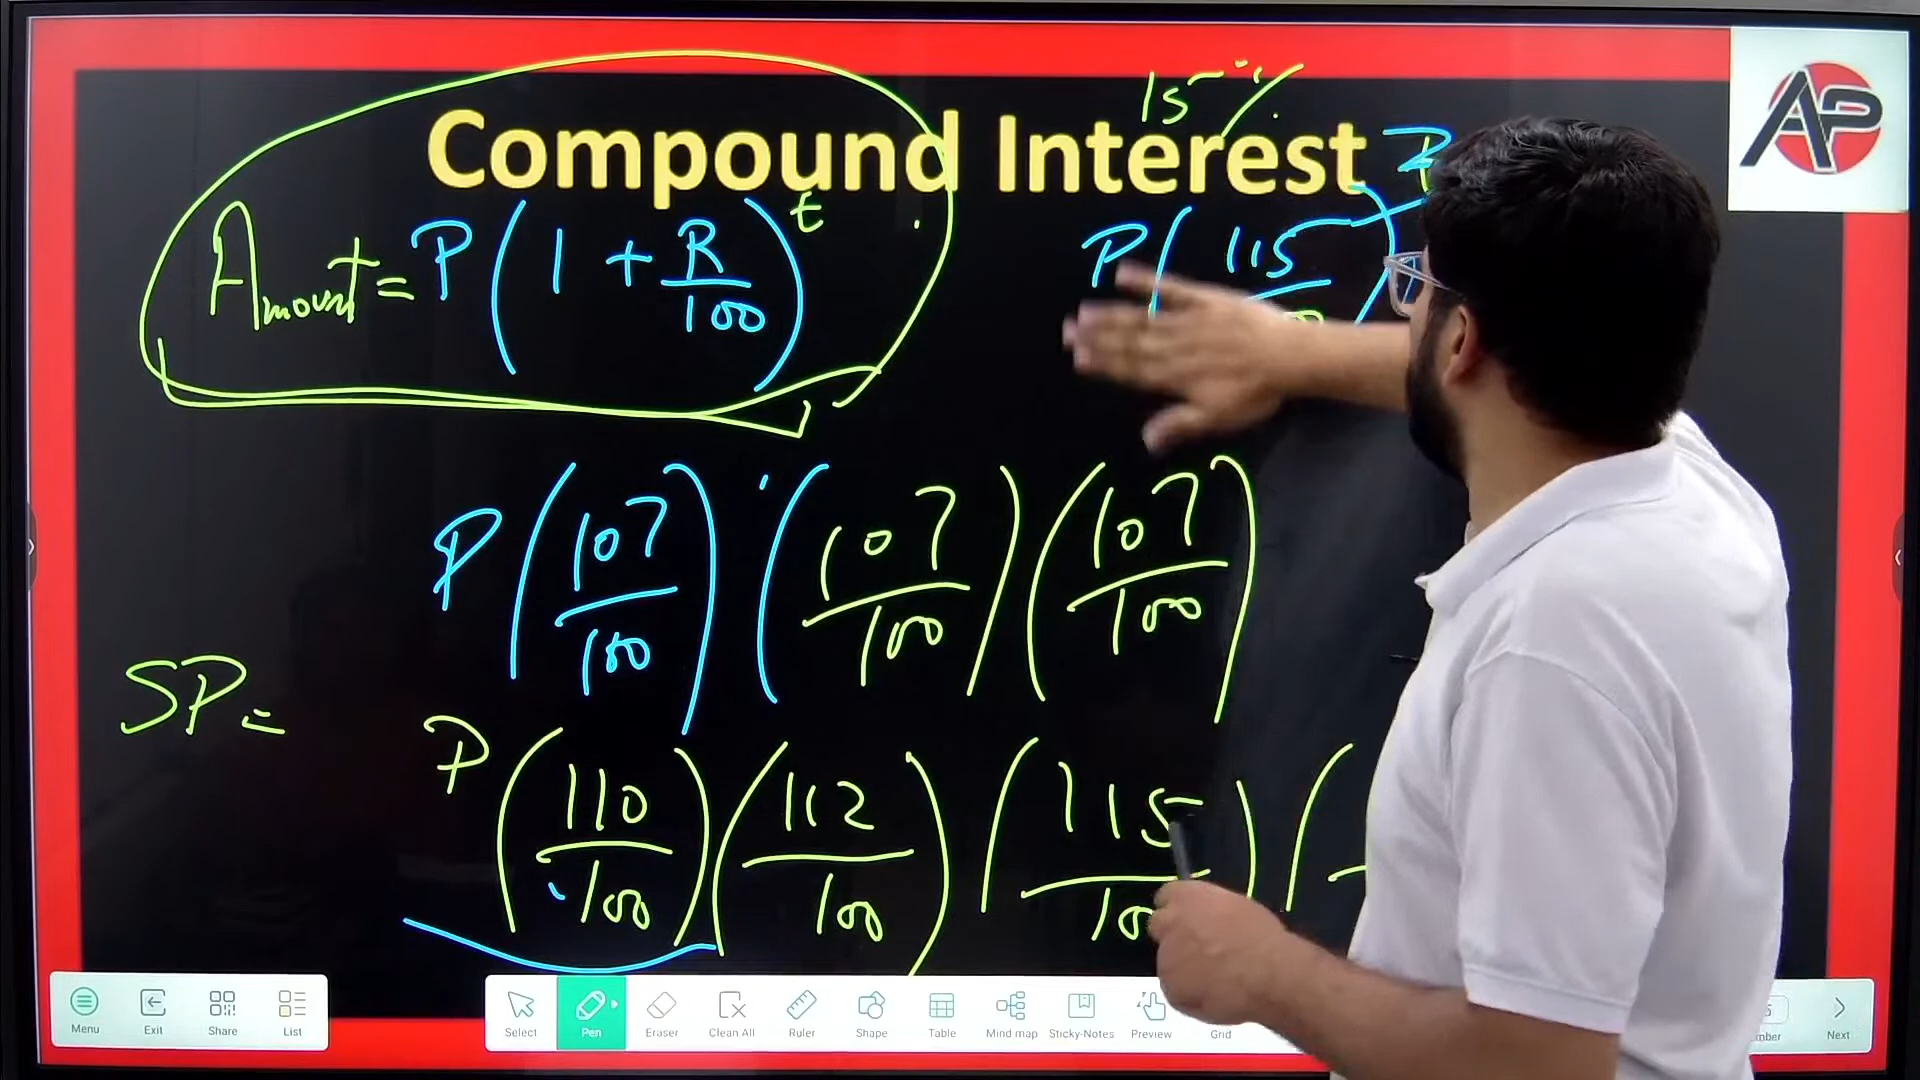 AP
15%
Compound Interest
Amount = P ( 1 + R/100 )^t
P ( 115
P ( 107/100 ) ( 107/100 ) ( 107/100 )
SP =
P ( 110/100 ) ( 112/100 ) ( 115/100 ) (
Menu Exit Share List Select Pen Eraser Clean All Ruler Shape Table Mind map Sticky-Notes Preview Grid Next